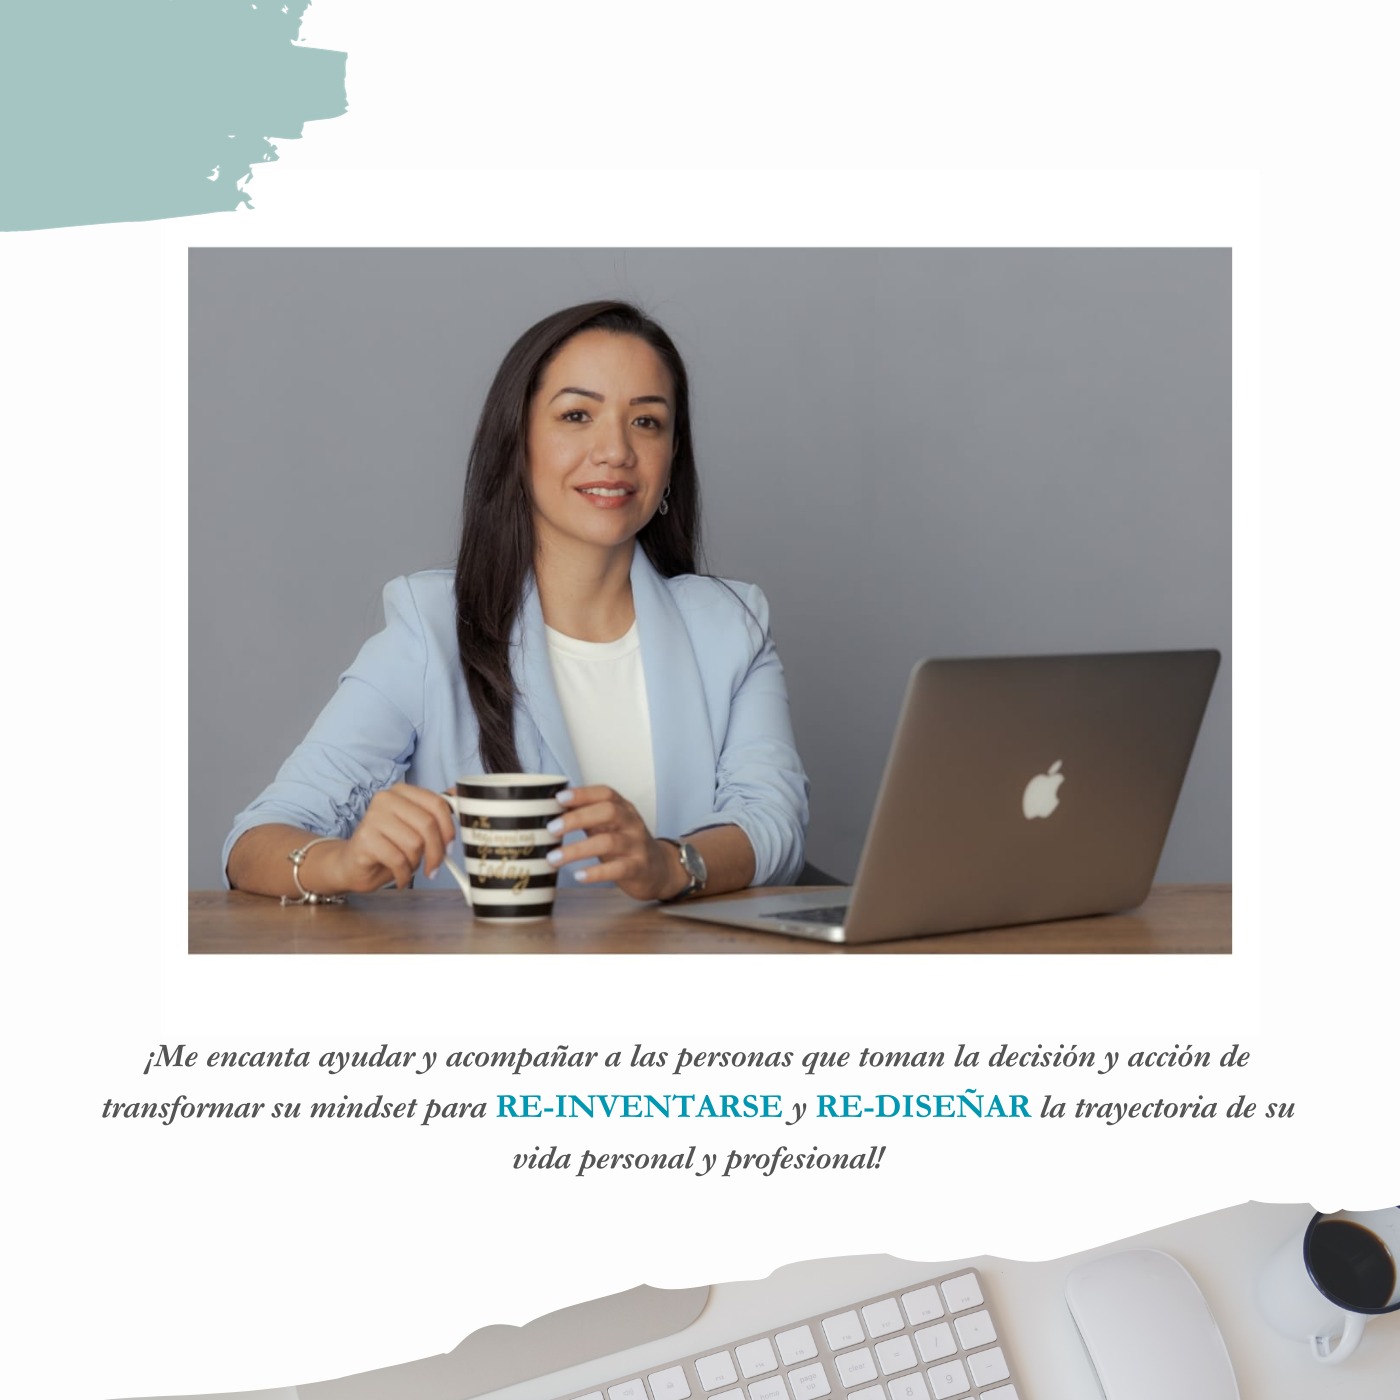 today
¡Me encanta ayudar y acompañar a las personas que toman la decisión y acción de
transformar su mindset para RE-INVENTARSE y RE-DISEÑAR la trayectoria de su
vida personal y profesional!